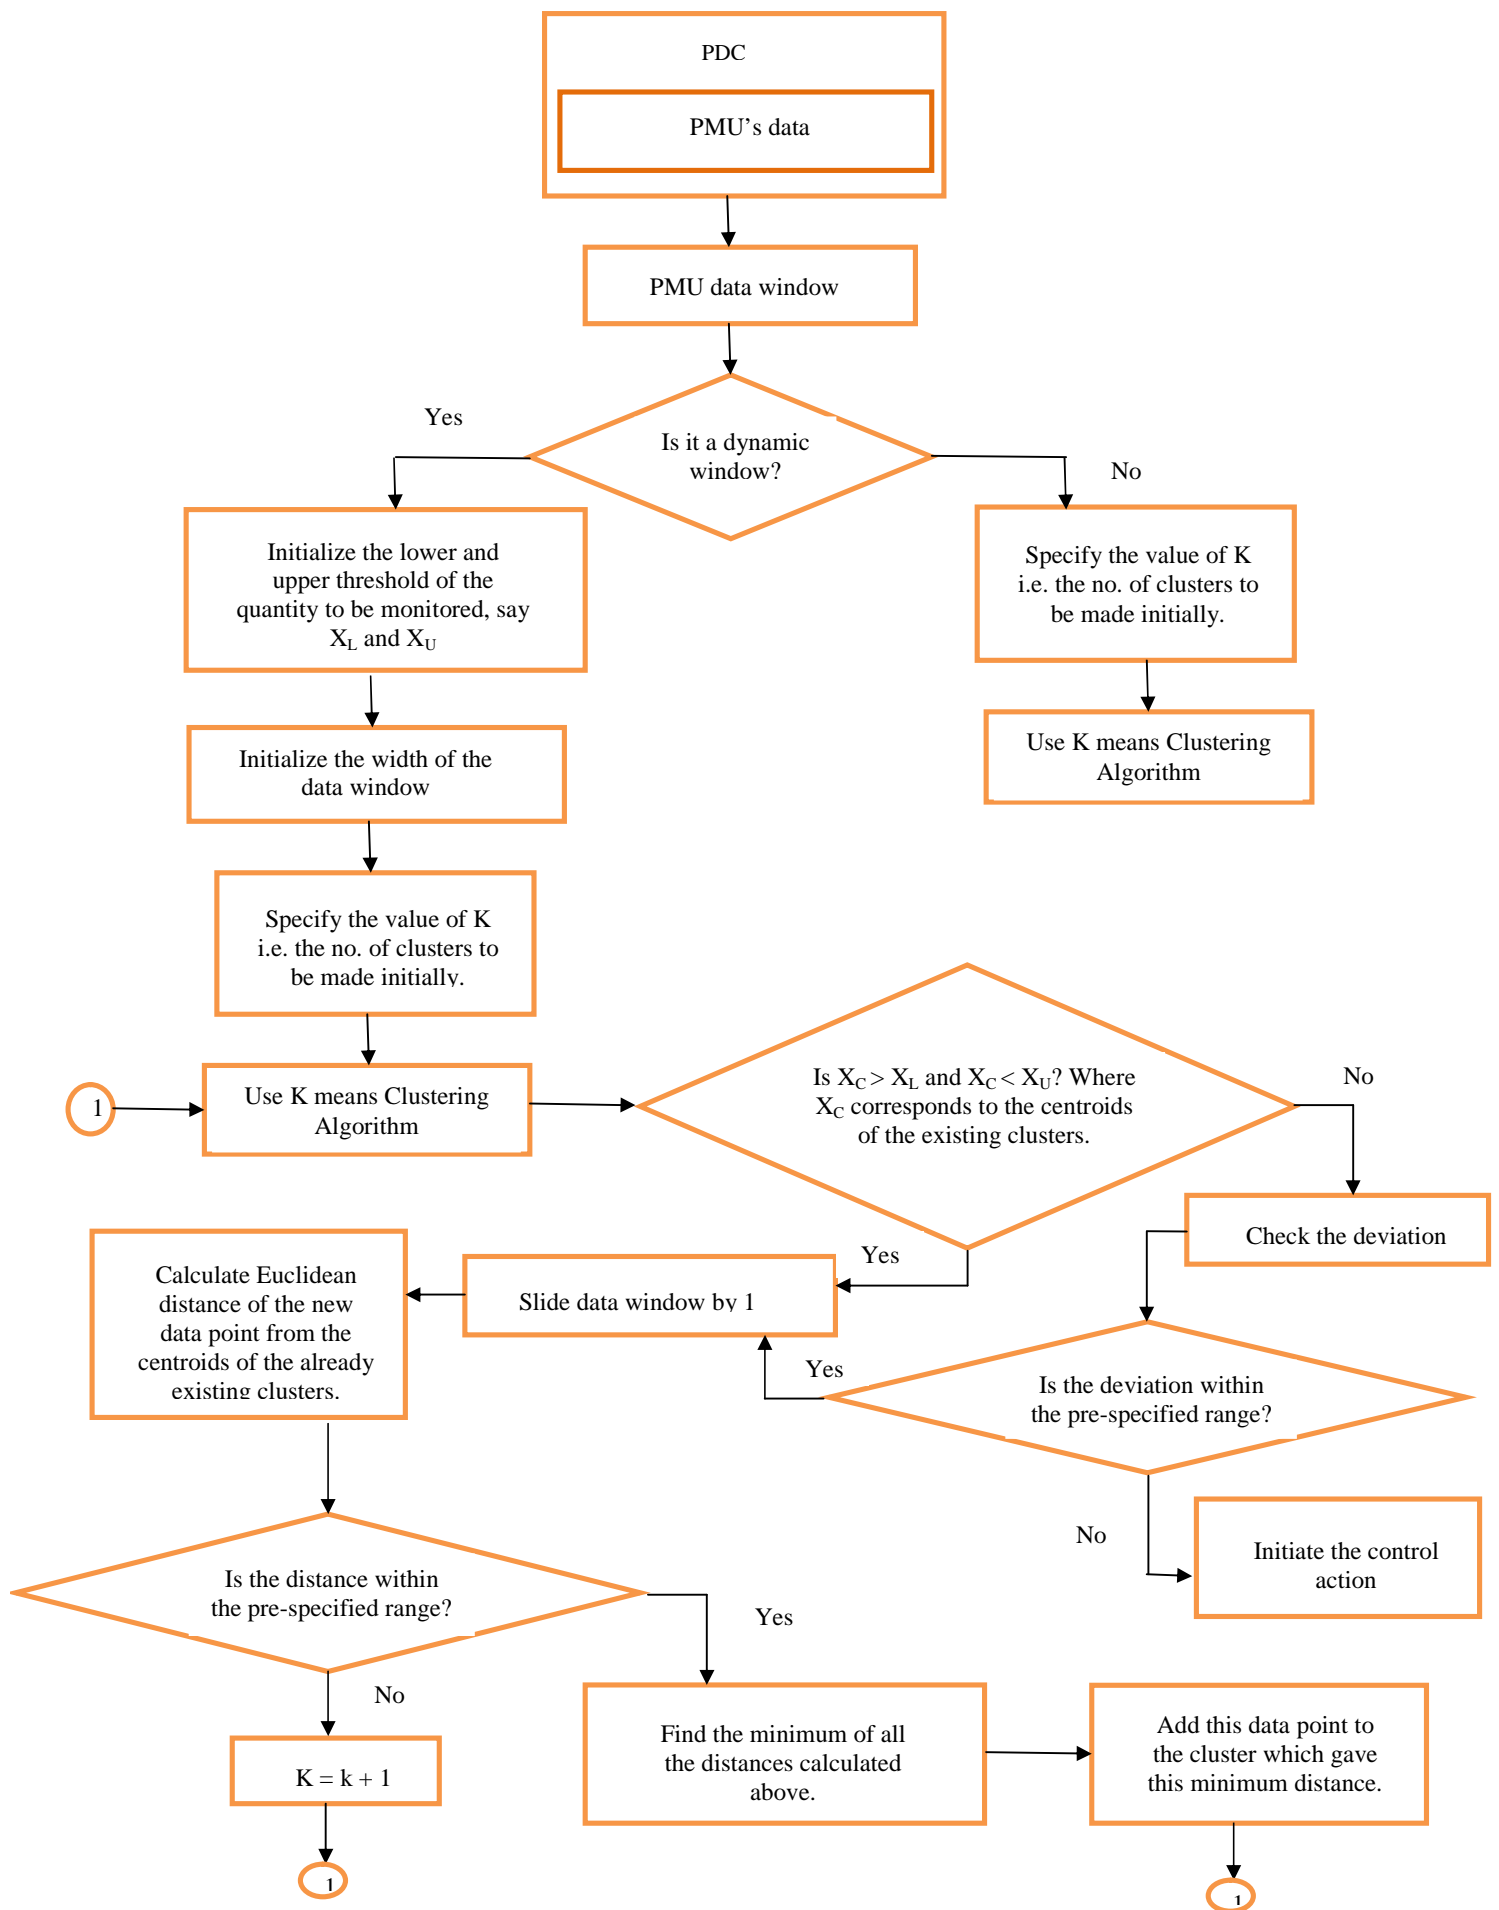 PDC
PMU's data
PMU data window
Yes
Is it a dynamic
window?
No
Initialize the lower and
upper threshold of the
quantity to be monitored, say
X_L and X_U
Specify the value of K
i.e. the no. of clusters to
be made initially.
Initialize the width of the
data window
Use K means Clustering
Algorithm
Specify the value of K
i.e. the no. of clusters to
be made initially.
1
Use K means Clustering
Algorithm
Is X_C > X_L and X_C < X_U? Where
X_C corresponds to the centroids
of the existing clusters.
No
Check the deviation
Yes
Slide data window by 1
Calculate Euclidean
distance of the new
data point from the
centroids of the already
existing clusters.
Yes
Is the deviation within
the pre-specified range?
No
Initiate the control
action
Is the distance within
the pre-specified range?
Yes
No
K = k + 1
Find the minimum of all
the distances calculated
above.
Add this data point to
the cluster which gave
this minimum distance.
1
1